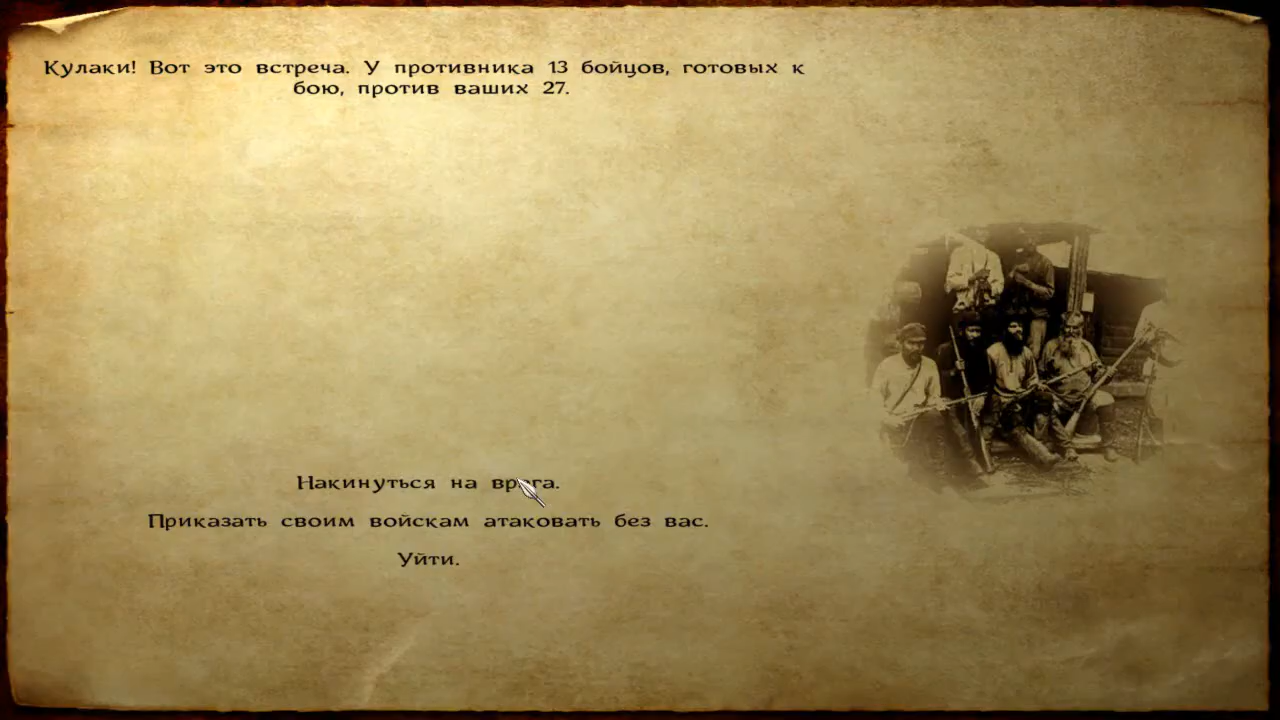 Кулаки! Вот это встреча. У противника 13 бойцов, готовых к
бою, против ваших 27.
Накинуться на врага.
Приказать своим войскам атаковать без вас.
Уйти.